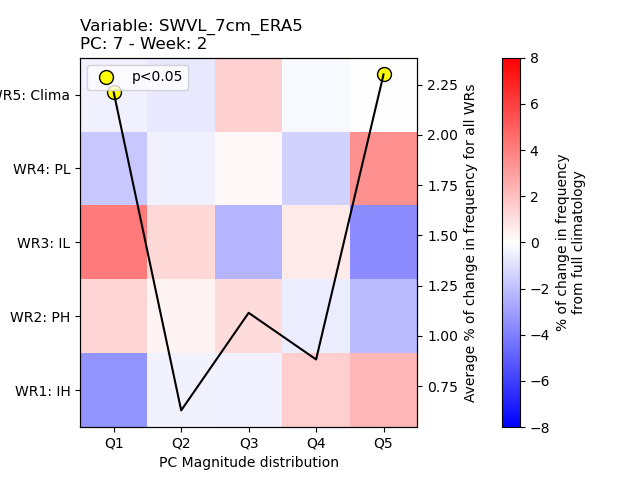 Variable: SWVL_7cm_ERA5
PC: 7 - Week: 2
p<0.05
WR5: Clima
WR4: PL
WR3: IL
WR2: PH
WR1: IH
Q1 Q2 Q3 Q4 Q5
PC Magnitude distribution
2.25
2.00
1.75
1.50
1.25
1.00
0.75
Average % of change in frequency for all WRs
8
6
4
2
0
−2
−4
−6
−8
% of change in frequency
from full climatology